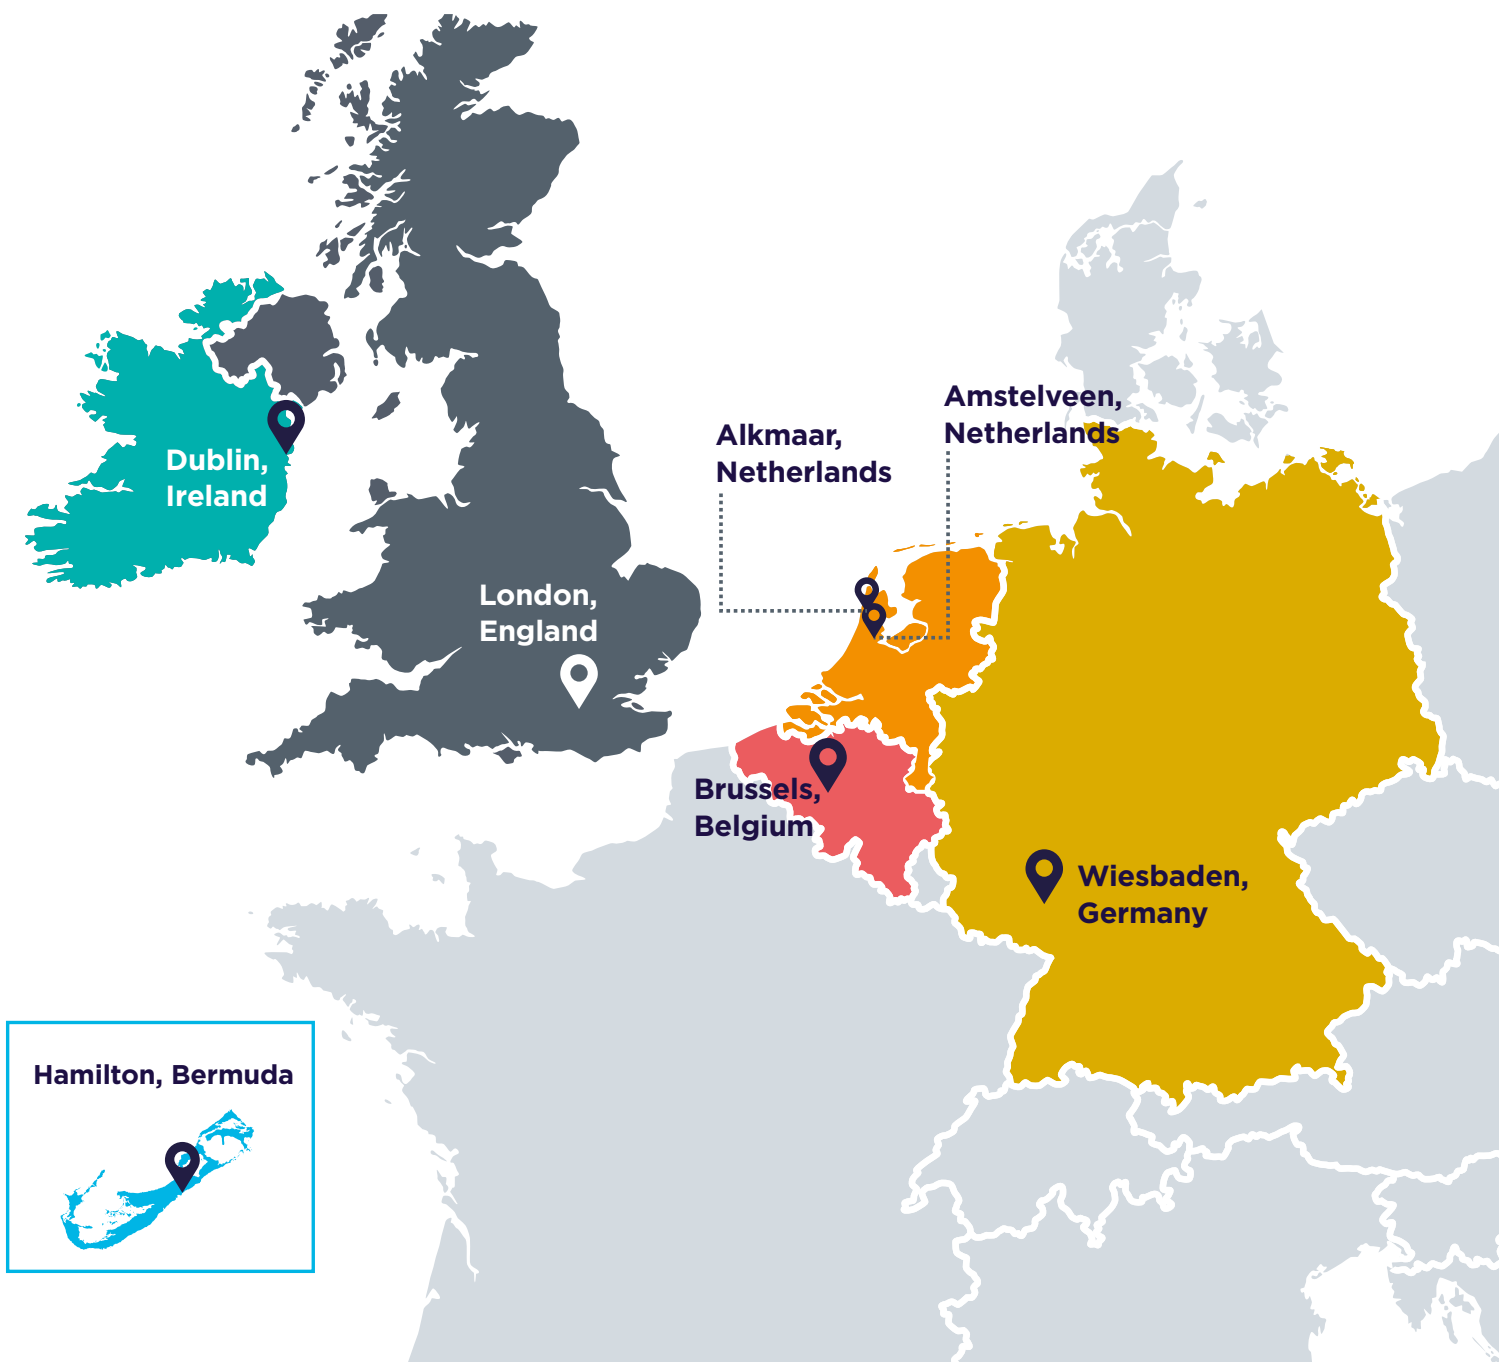 Amstelveen,
Netherlands
Alkmaar,
Netherlands
Dublin,
Ireland
London,
England
Brussels,
Belgium
Wiesbaden,
Germany
Hamilton, Bermuda